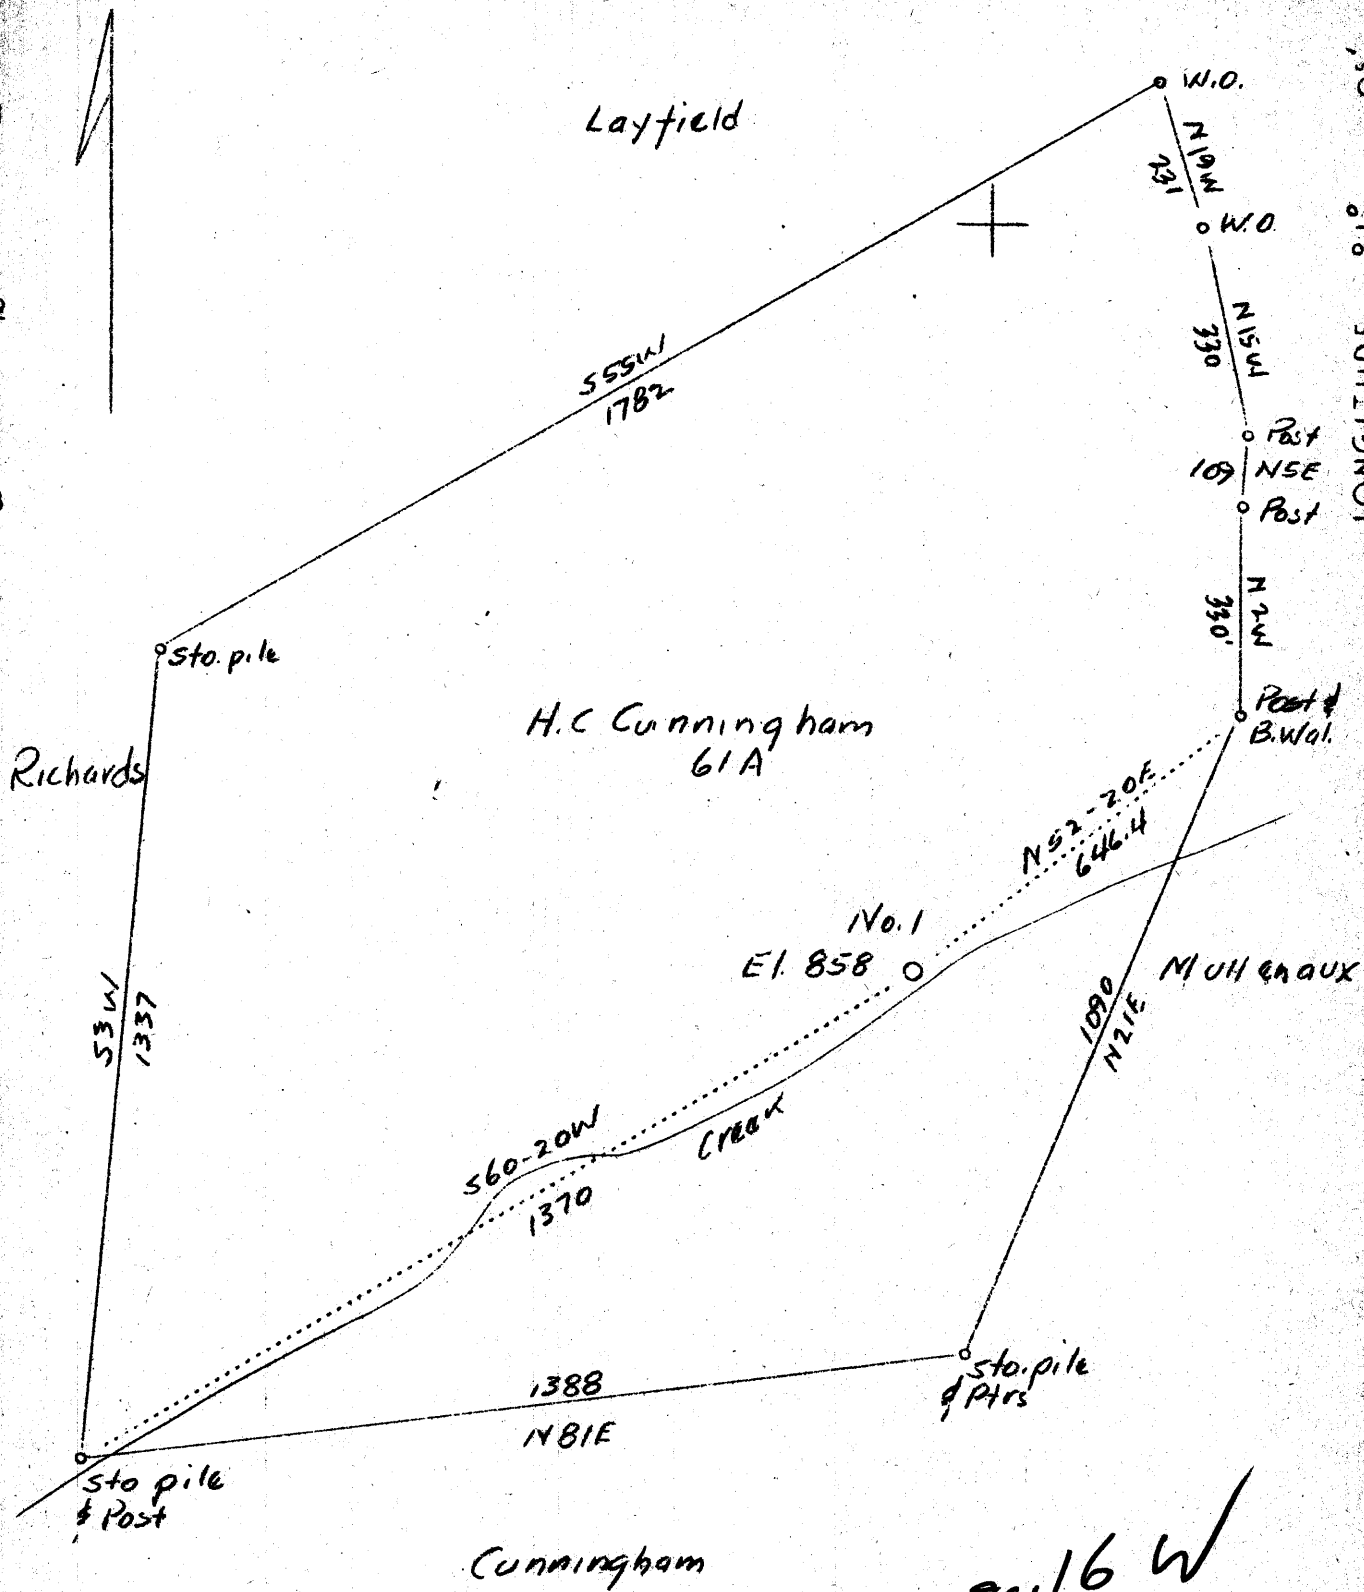 W.O.
Layfield
N19W
231
W.O.
N15W
330
S55W
1782
Post
109 N5E
Post
LONGITUDE
N2W
330'
Sto. pile
H.C Cunningham
61A
Post &
B.Wal.
Richards
N52-20E
646.4
No.1
El. 858
Mullenaux
S3W
1337
1090
N21E
Creek
S60-20W
1370
1388
N81E
Sto. pile
& Ptrs
Sto pile
& Post
Cunningham
16 W